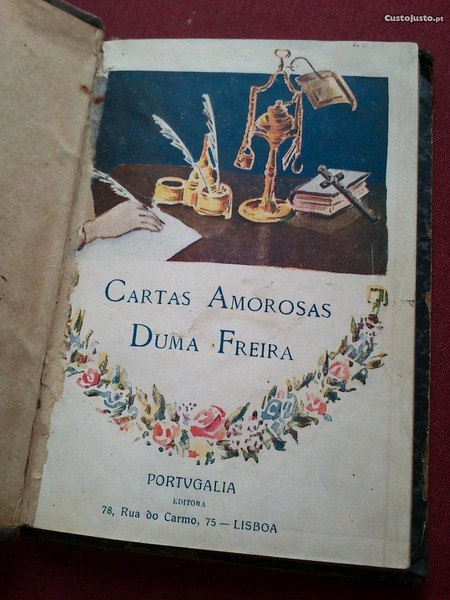 CustoJusto.pt
CARTAS AMOROSAS
DUMA FREIRA
PORTVGALIA
EDITORA
78, Rua do Carmo, 75 — LISBOA